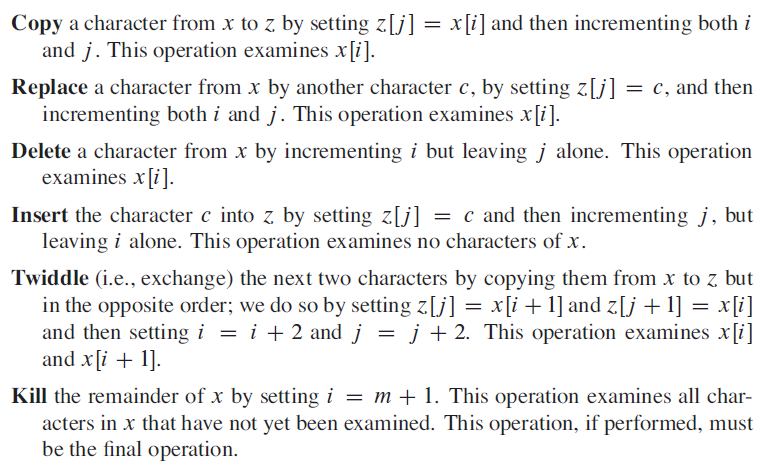 Copy a character from x to z by setting z[j] = x[i] and then incrementing both i
and j. This operation examines x[i].
Replace a character from x by another character c, by setting z[j] = c, and then
incrementing both i and j. This operation examines x[i].
Delete a character from x by incrementing i but leaving j alone. This operation
examines x[i].
Insert the character c into z by setting z[j] = c and then incrementing j, but
leaving i alone. This operation examines no characters of x.
Twiddle (i.e., exchange) the next two characters by copying them from x to z but
in the opposite order; we do so by setting z[j] = x[i + 1] and z[j + 1] = x[i]
and then setting i = i + 2 and j = j + 2. This operation examines x[i]
and x[i + 1].
Kill the remainder of x by setting i = m + 1. This operation examines all char-
acters in x that have not yet been examined. This operation, if performed, must
be the final operation.